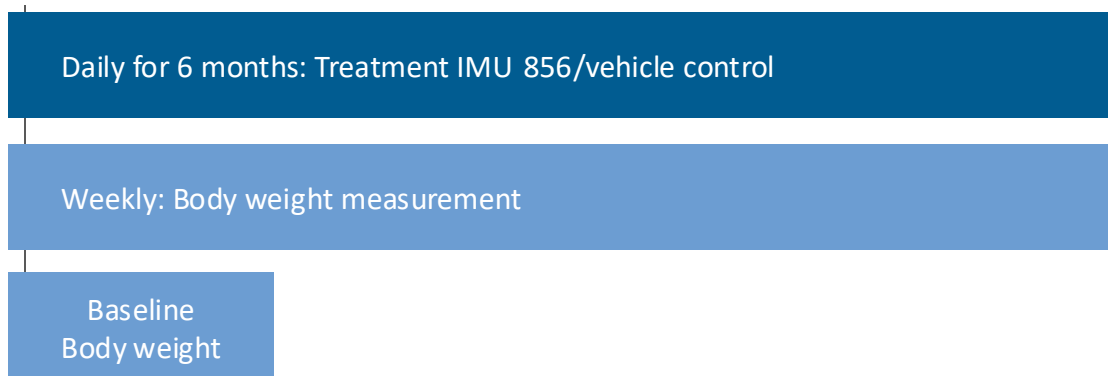 Daily for 6 months: Treatment IMU 856/vehicle control
Weekly: Body weight measurement
Baseline
Body weight